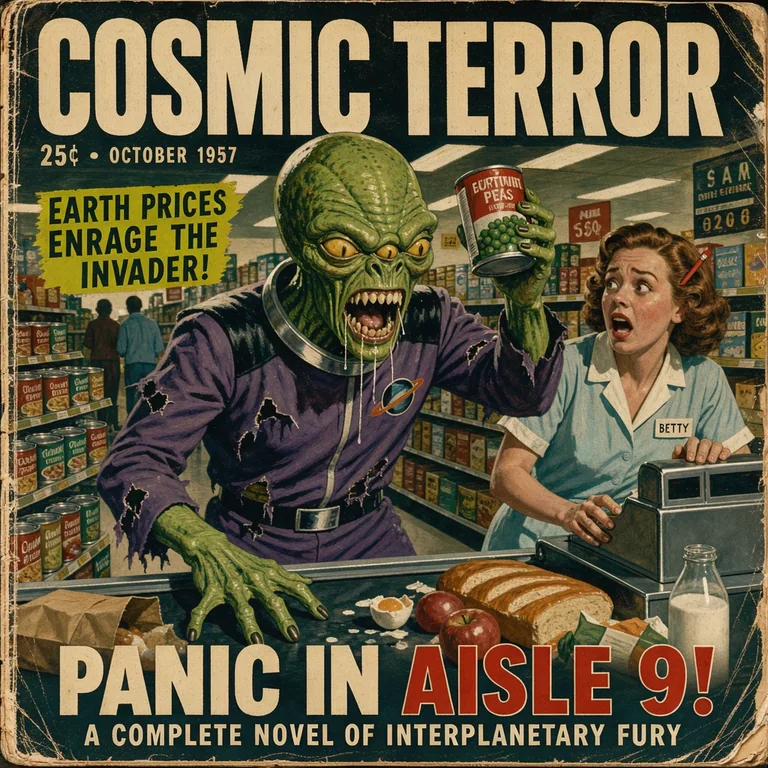 COSMIC TERROR
25¢ • OCTOBER 1957
EARTH PRICES
ENRAGE THE
INVADER!
PEAS
SAM
BETTY
PANIC IN AISLE 9!
A COMPLETE NOVEL OF INTERPLANETARY FURY